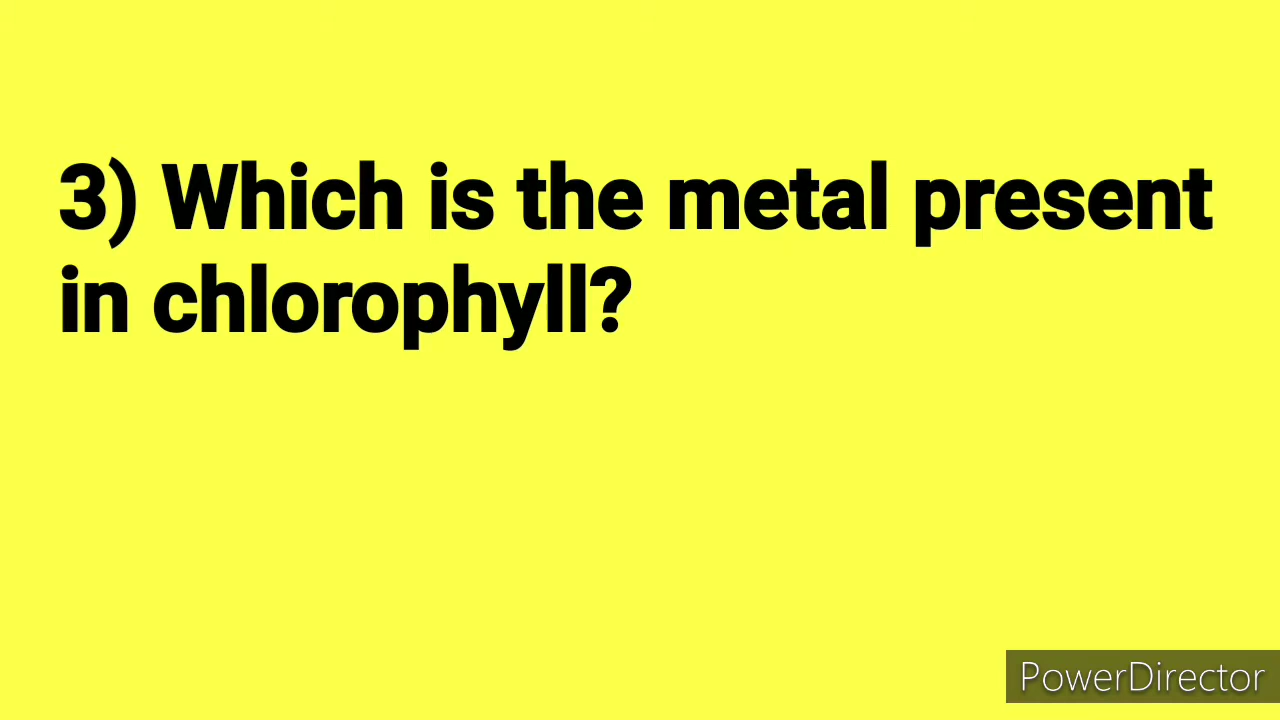 3) Which is the metal present
in chlorophyll?
PowerDirector